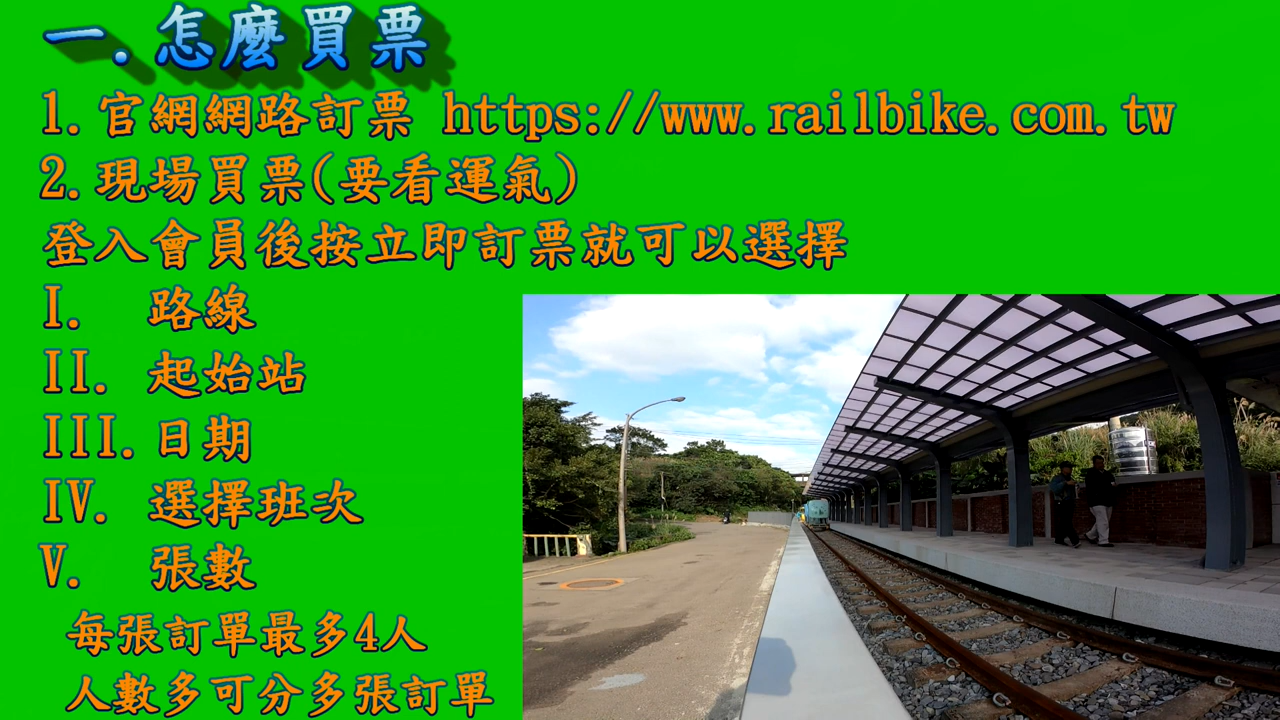 一.怎麼買票
1.官網網路訂票 https://www.railbike.com.tw
2.現場買票(要看運氣)
登入會員後按立即訂票就可以選擇
I. 路線
II. 起始站
III.日期
IV. 選擇班次
V. 張數
每張訂單最多4人
人數多可分多張訂單